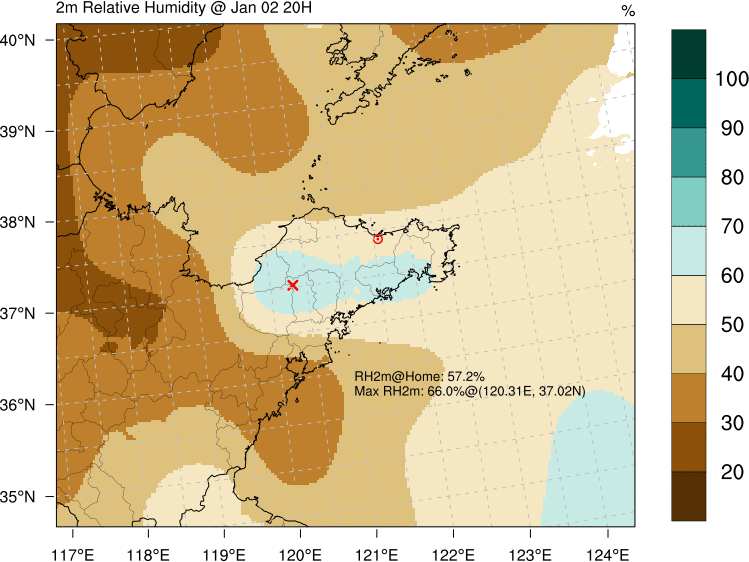 2m Relative Humidity @ Jan 02 20H
%
40°N
39°N
38°N
37°N
36°N
35°N
100
90
80
70
60
50
40
30
20
RH2m@Home: 57.2%
Max RH2m: 66.0%@(120.31E, 37.02N)
117°E 118°E 119°E 120°E 121°E 122°E 123°E 124°E